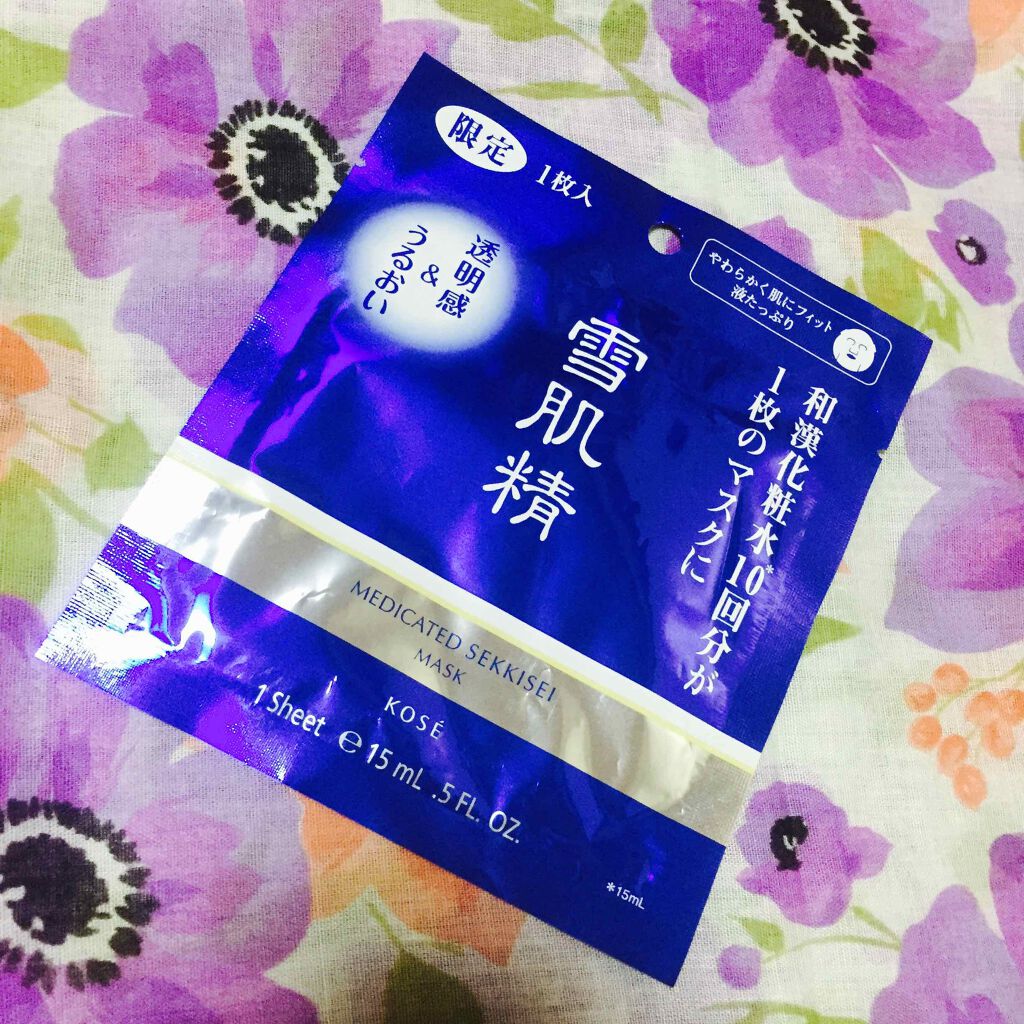 限定
1枚入
透明感
&
うるおい
やわらかく肌にフィット
液たっぷり
和漢化粧水10回分が*
1枚のマスクに
雪肌精
MEDICATED SEKKISEI
MASK
KOSÉ
1 Sheet ℮ 15 mL .5 FL. OZ.
*15mL